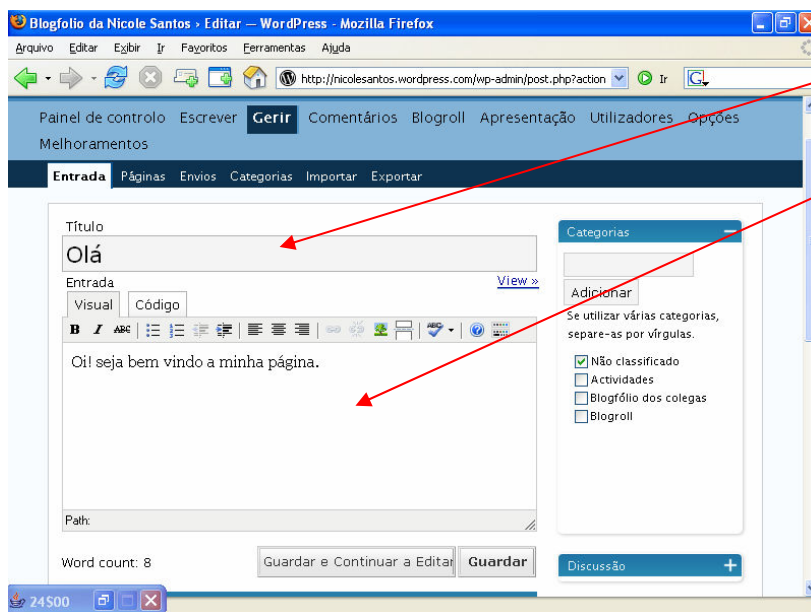 Blogfolio da Nicole Santos › Editar — WordPress - Mozilla Firefox
Arquivo Editar Exibir Ir Favoritos Ferramentas Ajuda
http://nicolesantos.wordpress.com/wp-admin/post.php?action Ir G
Painel de controlo Escrever Gerir Comentários Blogroll Apresentação Utilizadores Opções
Melhoramentos
Entrada Páginas Envios Categorias Importar Exportar
Título
Olá
Entrada View »
Visual Código
B I ABC ABC
Oi! seja bem vindo a minha página.
Path:
Word count: 8 Guardar e Continuar a Editar Guardar
Categorias
Adicionar
Se utilizar várias categorias,
separe-as por vírgulas.
Não classificado
Actividades
Blogfólio dos colegas
Blogroll
Discussão
24$00